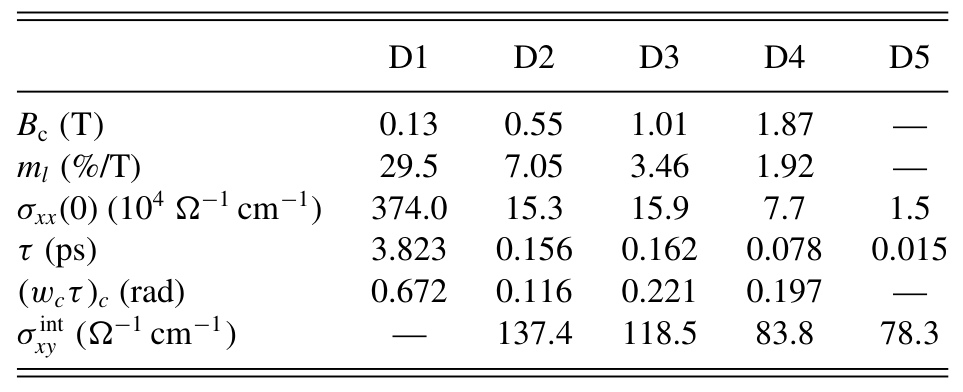 D1 D2 D3 D4 D5
B_c (T) 0.13 0.55 1.01 1.87 —
m_l (%/T) 29.5 7.05 3.46 1.92 —
σ_xx(0) (10⁴ Ω⁻¹ cm⁻¹) 374.0 15.3 15.9 7.7 1.5
τ (ps) 3.823 0.156 0.162 0.078 0.015
(w_cτ)_c (rad) 0.672 0.116 0.221 0.197 —
σ_xy^int (Ω⁻¹ cm⁻¹) — 137.4 118.5 83.8 78.3